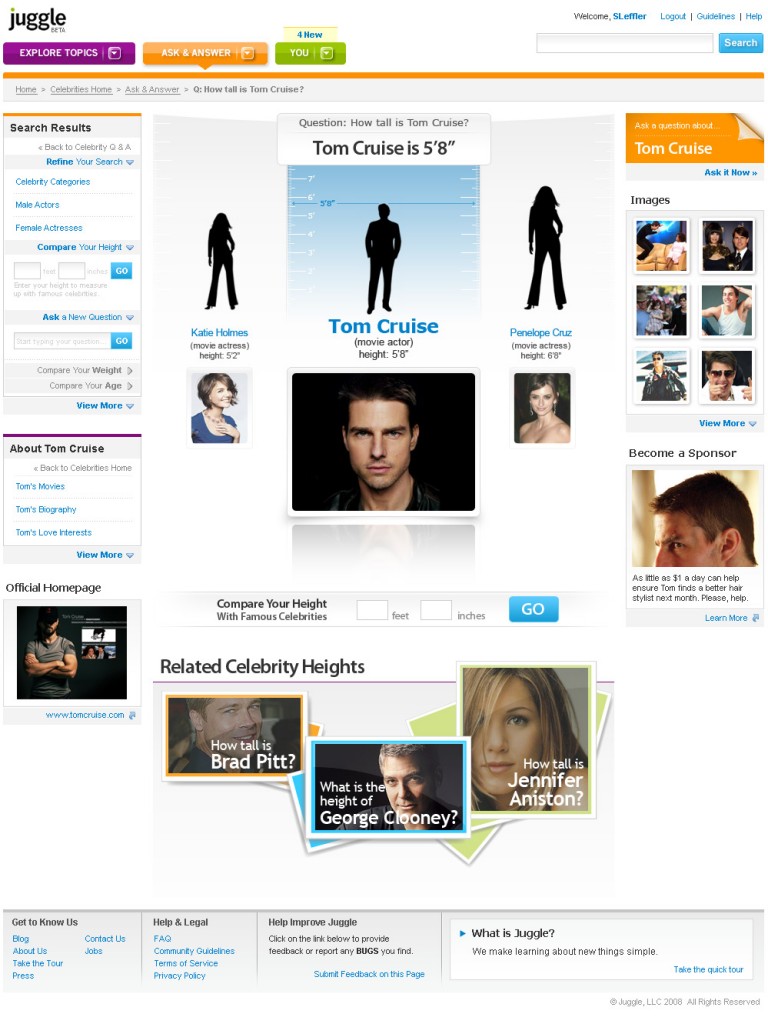 juggle
BETA
Welcome, SLeffler Logout | Guidelines | Help
4 New
EXPLORE TOPICS
ASK & ANSWER
YOU
Search
Home > Celebrities Home > Ask & Answer > Q: How tall is Tom Cruise?
Search Results
« Back to Celebrity Q & A
Refine Your Search
Celebrity Categories
Male Actors
Female Actresses
Compare Your Height
feet
inches
GO
Enter your height to measure
up with famous celebrities.
Ask a New Question
Start typing your question...
GO
Compare Your Weight
Compare Your Age
View More
About Tom Cruise
« Back to Celebrities Home
Tom's Movies
Tom's Biography
Tom's Love Interests
View More
Official Homepage
www.tomcruise.com
Question: How tall is Tom Cruise?
Tom Cruise is 5'8"
7'
6'
5'8"
5'
4'
3'
2'
Katie Holmes
(movie actress)
height: 5'2"
Tom Cruise
(movie actor)
height: 5'8"
Penelope Cruz
(movie actress)
height: 6'8"
Compare Your Height
With Famous Celebrities
feet
inches
GO
Related Celebrity Heights
How tall is
Brad Pitt?
What is the
height of
George Clooney?
How tall is
Jennifer
Aniston?
Ask a question about...
Tom Cruise
Ask it Now »
Images
View More
Become a Sponsor
As little as $1 a day can help
ensure Tom finds a better hair
stylist next month. Please, help.
Learn More
Get to Know Us
Blog
About Us
Take the Tour
Press
Contact Us
Jobs
Help & Legal
FAQ
Community Guidelines
Terms of Service
Privacy Policy
Help Improve Juggle
Click on the link below to provide
feedback or report any BUGS you find.
Submit Feedback on this Page
What is Juggle?
We make learning about new things simple.
Take the quick tour
© Juggle, LLC 2008 All Rights Reserved